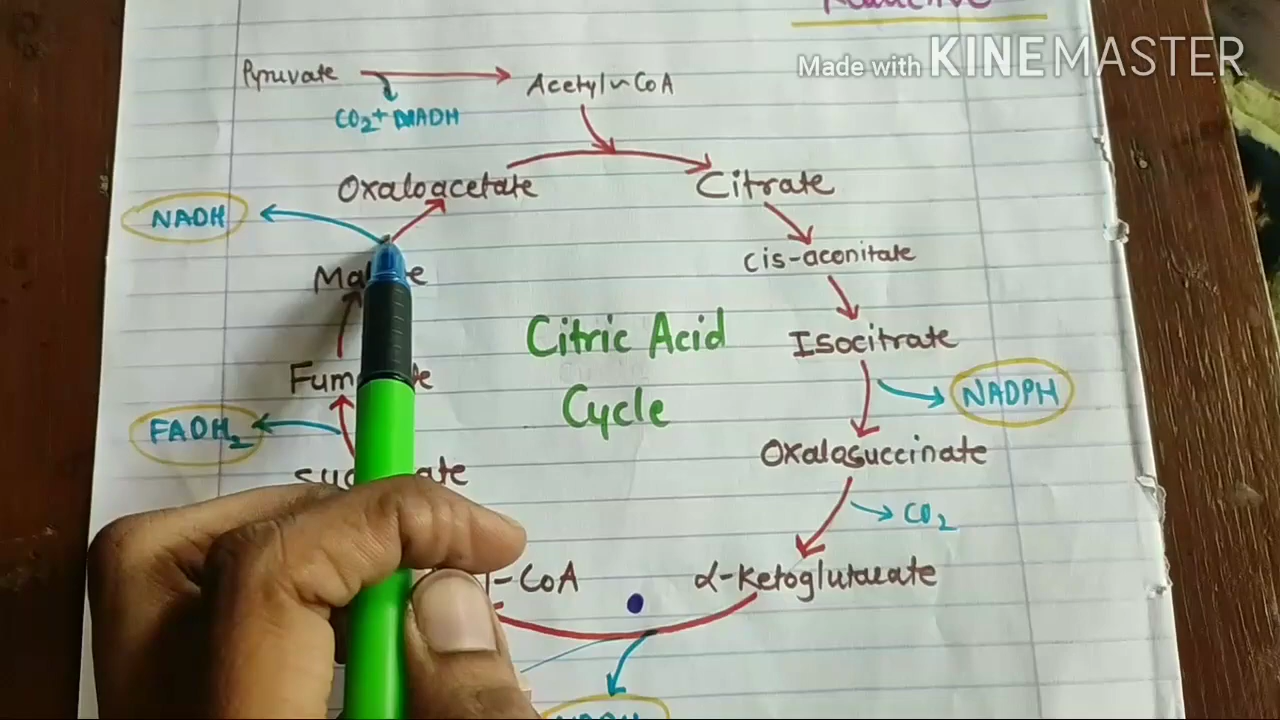 Made with KINEMASTER
Pyruvate
Acetyl~CoA
CO2+ NADH
Oxaloacetate
Citrate
NADH
cis-aconitate
Citric Acid
Cycle
Isocitrate
NADPH
FADH2
Oxalosuccinate
CO2
-CoA
α-Ketoglutarate